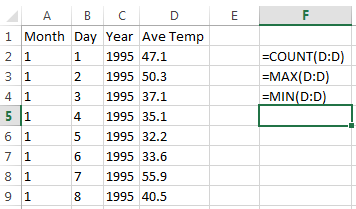 A B C D E F
1 Month Day Year Ave Temp
2 1 1 1995 47.1 =COUNT(D:D)
3 1 2 1995 50.3 =MAX(D:D)
4 1 3 1995 37.1 =MIN(D:D)
5 1 4 1995 35.1
6 1 5 1995 32.2
7 1 6 1995 33.6
8 1 7 1995 55.9
9 1 8 1995 40.5